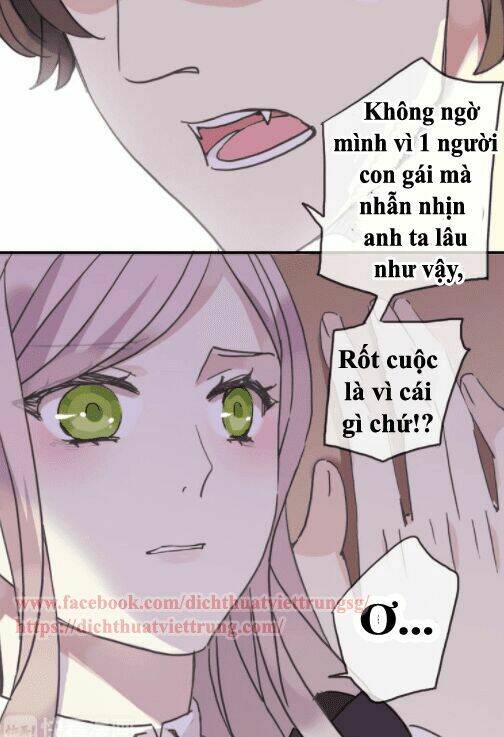 Không ngờ
mình vì 1 người
con gái mà
nhẫn nhịn
anh ta lâu
như vậy,
Rốt cuộc
là vì cái
gì chứ!?
www.facebook.com/dichthuatviettrungsg/
https://dichthuatviettrung.com/
Ơ...